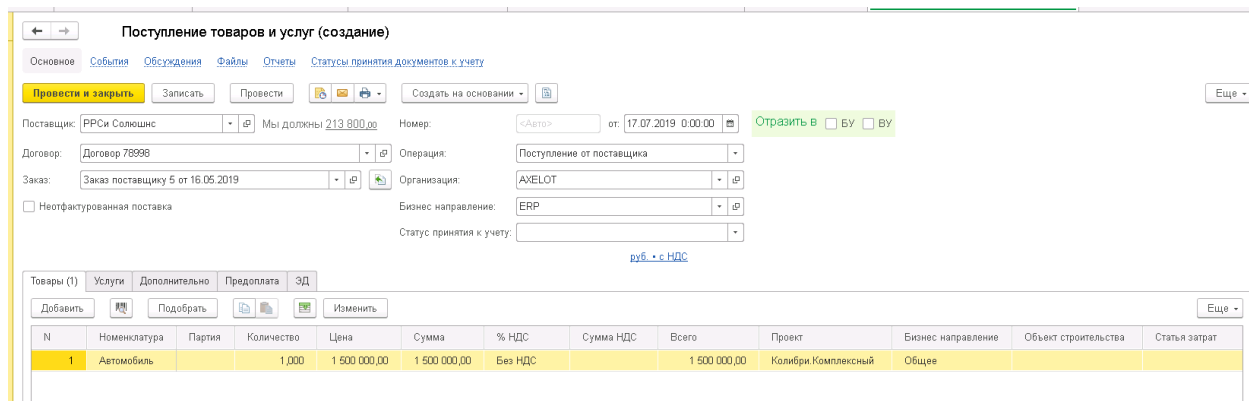 Поступление товаров и услуг (создание)
Основное События Обсуждения Файлы Отчеты Статусы принятия документов к учету
Провести и закрыть Записать Провести Создать на основании Еще
Поставщик: РРСи Солюшнс Мы должны 213 800,00 Номер: <Авто> от: 17.07.2019 0:00:00 Отразить в БУ ВУ
Договор: Договор 78998 Операция: Поступление от поставщика
Заказ: Заказ поставщику 5 от 16.05.2019 Организация: AXELOT
Неотфактурованная поставка Бизнес направление: ERP
Статус принятия к учету:
руб. • с НДС
Товары (1) Услуги Дополнительно Предоплата ЭД
Добавить Подобрать Изменить Еще
N Номенклатура Партия Количество Цена Сумма % НДС Сумма НДС Всего Проект Бизнес направление Объект строительства Статья затрат
1 Автомобиль 1,000 1 500 000,00 1 500 000,00 Без НДС 1 500 000,00 Колибри.Комплексный Общее